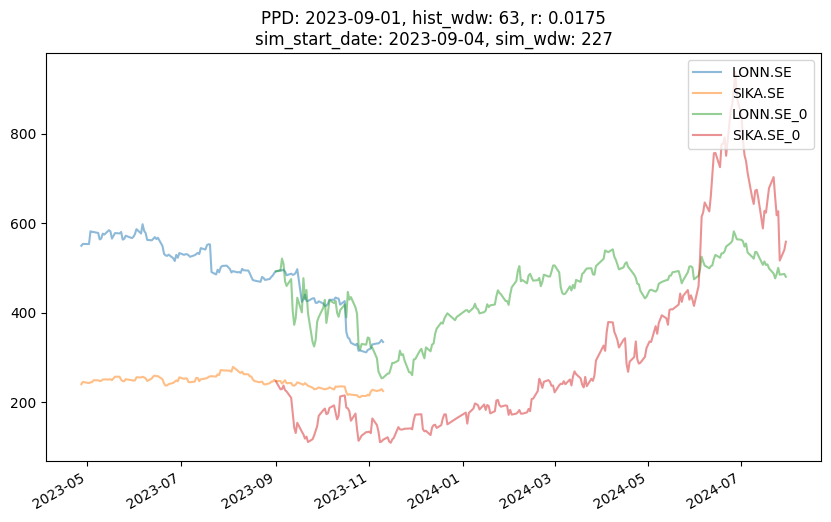 PPD: 2023-09-01, hist_wdw: 63, r: 0.0175
sim_start_date: 2023-09-04, sim_wdw: 227
LONN.SE
SIKA.SE
LONN.SE_0
SIKA.SE_0
800
600
400
200
2023-05
2023-07
2023-09
2023-11
2024-01
2024-03
2024-05
2024-07